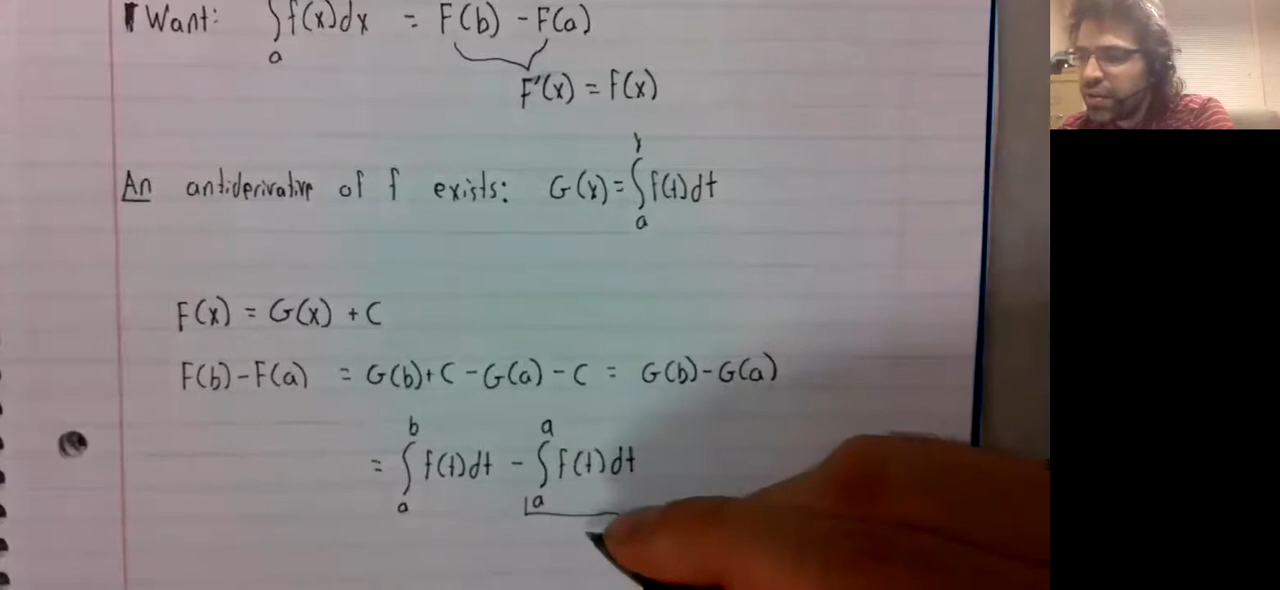 Want: ∫ₐ f(x)dx = F(b) - F(a)
F'(x) = f(x)
An antiderivative of f exists: G(x) = ∫ₐˣ f(t)dt
F(x) = G(x) + C
F(b) - F(a) = G(b) + C - G(a) - C = G(b) - G(a)
= ∫ₐᵇ f(t)dt - ∫ₐᵃ f(t)dt